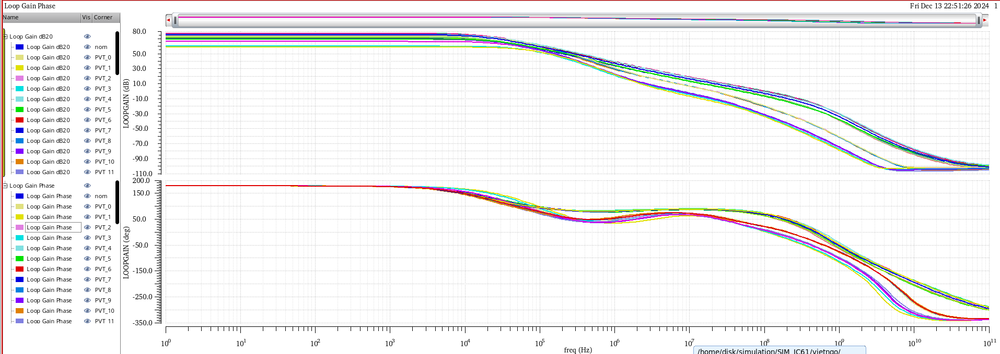 Loop Gain Phase
Fri Dec 13 22:51:26 2024 1
Name Vis Corner
Loop Gain dB20
Loop Gain dB20 nom
Loop Gain dB20 PVT_0
Loop Gain dB20 PVT_1
Loop Gain dB20 PVT_2
Loop Gain dB20 PVT_3
Loop Gain dB20 PVT_4
Loop Gain dB20 PVT_5
Loop Gain dB20 PVT_6
Loop Gain dB20 PVT_7
Loop Gain dB20 PVT_8
Loop Gain dB20 PVT_9
Loop Gain dB20 PVT_10
Loop Gain dB20 PVT_11
Loop Gain Phase
Loop Gain Phase nom
Loop Gain Phase PVT_0
Loop Gain Phase PVT_1
Loop Gain Phase PVT_2
Loop Gain Phase PVT_3
Loop Gain Phase PVT_4
Loop Gain Phase PVT_5
Loop Gain Phase PVT_6
Loop Gain Phase PVT_7
Loop Gain Phase PVT_8
Loop Gain Phase PVT_9
Loop Gain Phase PVT_10
Loop Gain Phase PVT_11
LOOPGAIN (dB)
80.0
50.0
30.0
10.0
-10.0
-30.0
-50.0
-70.0
-90.0
-110.0
LOOPGAIN (deg)
200.0
150.0
50.0
-50.0
-150.0
-250.0
-350.0
10⁰ 10¹ 10² 10³ 10⁴ 10⁵ 10⁶ 10⁷ 10⁸ 10⁹ 10¹⁰ 10¹¹
freq (Hz)
/home/disk/simulation/SIM_IC61/vietngo/